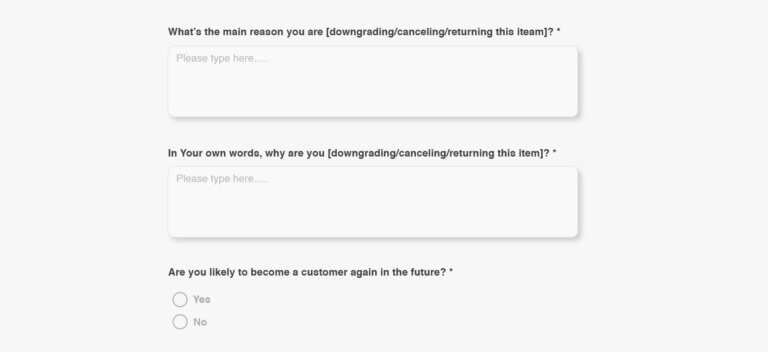 What's the main reason you are [downgrading/canceling/returning this iteam]? *
Please type here.....
In Your own words, why are you [downgrading/canceling/returning this item]? *
Please type here.....
Are you likely to become a customer again in the future? *
Yes
No